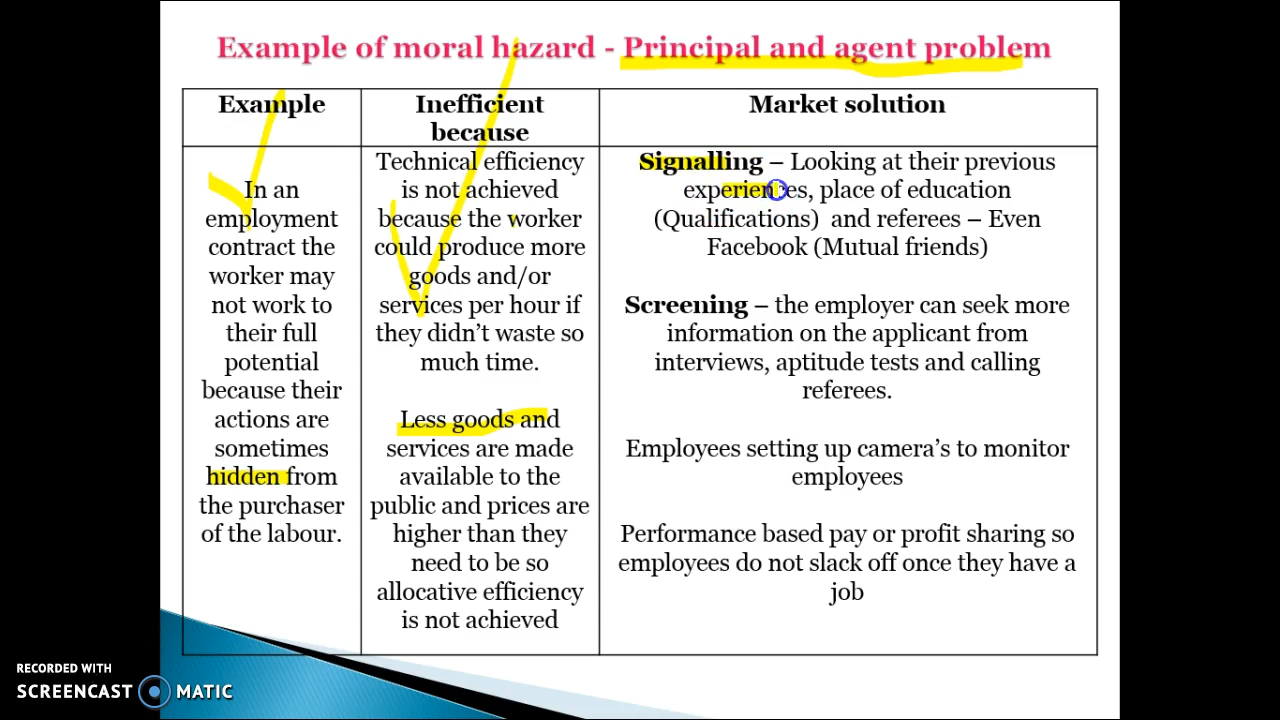 Example of moral hazard - Principal and agent problem
Example
Inefficient
because
Market solution
In an
employment
contract the
worker may
not work to
their full
potential
because their
actions are
sometimes
hidden from
the purchaser
of the labour.
Technical efficiency
is not achieved
because the worker
could produce more
goods and/or
services per hour if
they didn't waste so
much time.
Less goods and
services are made
available to the
public and prices are
higher than they
need to be so
allocative efficiency
is not achieved
Signalling – Looking at their previous
experiences, place of education
(Qualifications)  and referees – Even
Facebook (Mutual friends)
Screening – the employer can seek more
information on the applicant from
interviews, aptitude tests and calling
referees.
Employees setting up camera's to monitor
employees
Performance based pay or profit sharing so
employees do not slack off once they have a
job
RECORDED WITH
SCREENCAST MATIC